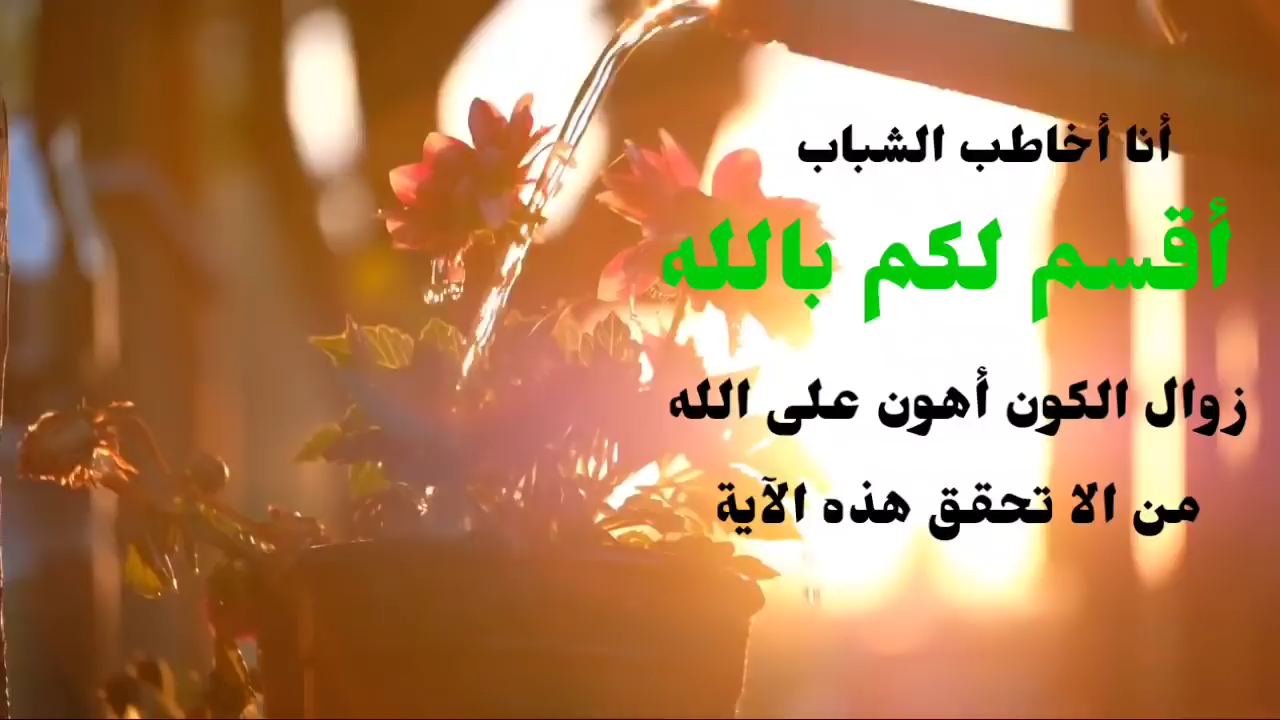 أنا أخاطب الشباب
أقسم لكم بالله
زوال الكون أهون على الله
من الا تحقق هذه الآية